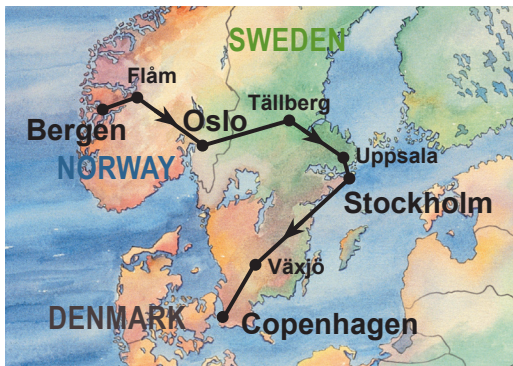 SWEDEN
Flåm
Tällberg
Oslo
Bergen
Uppsala
NORWAY
Stockholm
Växjö
DENMARK
Copenhagen